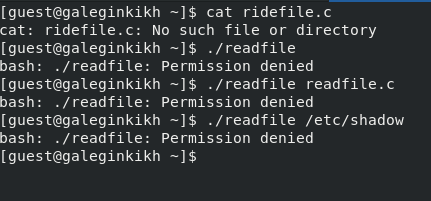 [guest@galeginkikh ~]$ cat ridefile.c
cat: ridefile.c: No such file or directory
[guest@galeginkikh ~]$ ./readfile
bash: ./readfile: Permission denied
[guest@galeginkikh ~]$ ./readfile readfile.c
bash: ./readfile: Permission denied
[guest@galeginkikh ~]$ ./readfile /etc/shadow
bash: ./readfile: Permission denied
[guest@galeginkikh ~]$